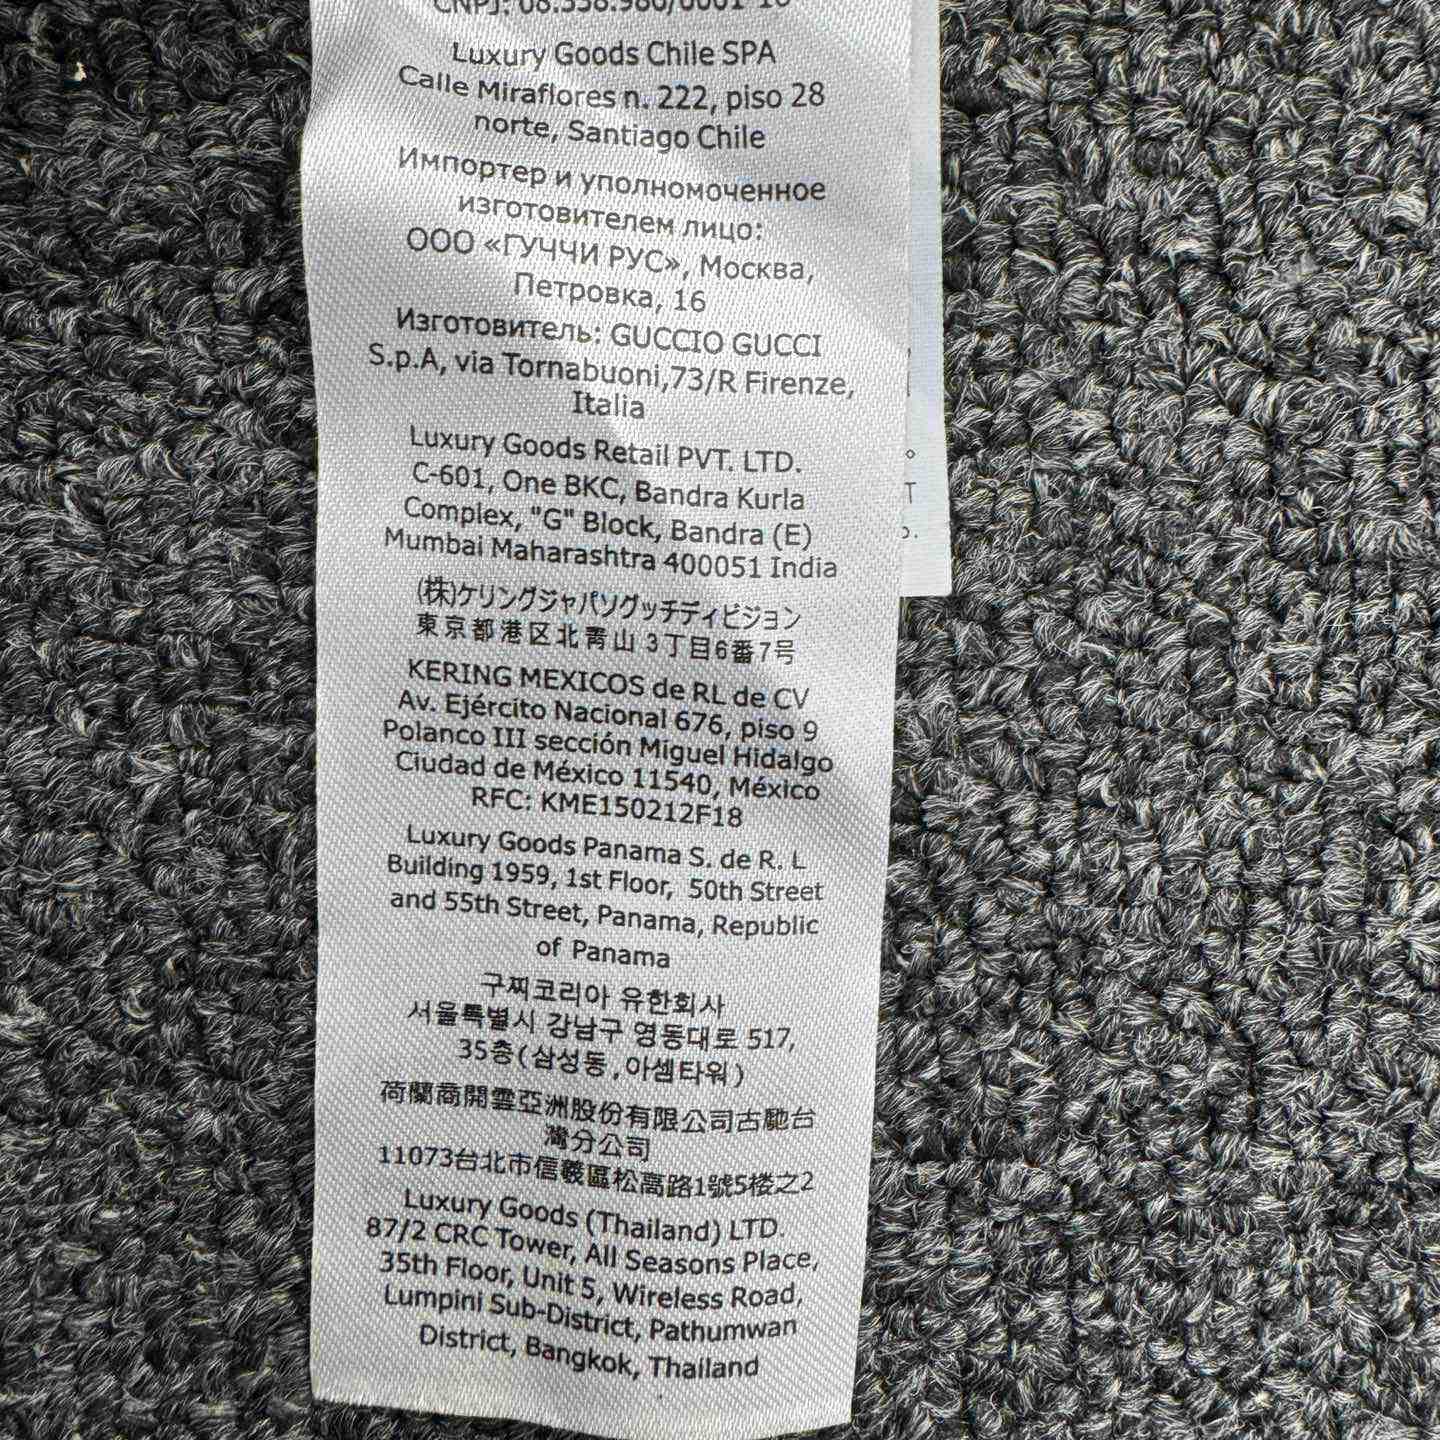 CNPJ: 08.358.980/0001-16
Luxury Goods Chile SPA
Calle Miraflores n. 222, piso 28
norte, Santiago Chile
Импортер и уполномоченное
изготовителем лицо:
ООО «ГУЧЧИ РУС», Москва,
Петровка, 16
Изготовитель: GUCCIO GUCCI
S.p.A, via Tornabuoni,73/R Firenze,
Italia
Luxury Goods Retail PVT. LTD.
C-601, One BKC, Bandra Kurla
Complex, "G" Block, Bandra (E)
Mumbai Maharashtra 400051 India
(株)ケリングジャパングッチディビジョン
東京都港区北青山3丁目6番7号
KERING MEXICOS de RL de CV
Av. Ejército Nacional 676, piso 9
Polanco III sección Miguel Hidalgo
Ciudad de México 11540, México
RFC: KME150212F18
Luxury Goods Panama S. de R. L
Building 1959, 1st Floor, 50th Street
and 55th Street, Panama, Republic
of Panama
구찌코리아 유한회사
서울특별시 강남구 영동대로 517,
35층(삼성동,아셈타워)
荷蘭商開雲亞洲股份有限公司古馳台
灣分公司
11073台北市信義區松高路1號5楼之2
Luxury Goods (Thailand) LTD.
87/2 CRC Tower, All Seasons Place,
35th Floor, Unit 5, Wireless Road,
Lumpini Sub-District, Pathumwan
District, Bangkok, Thailand